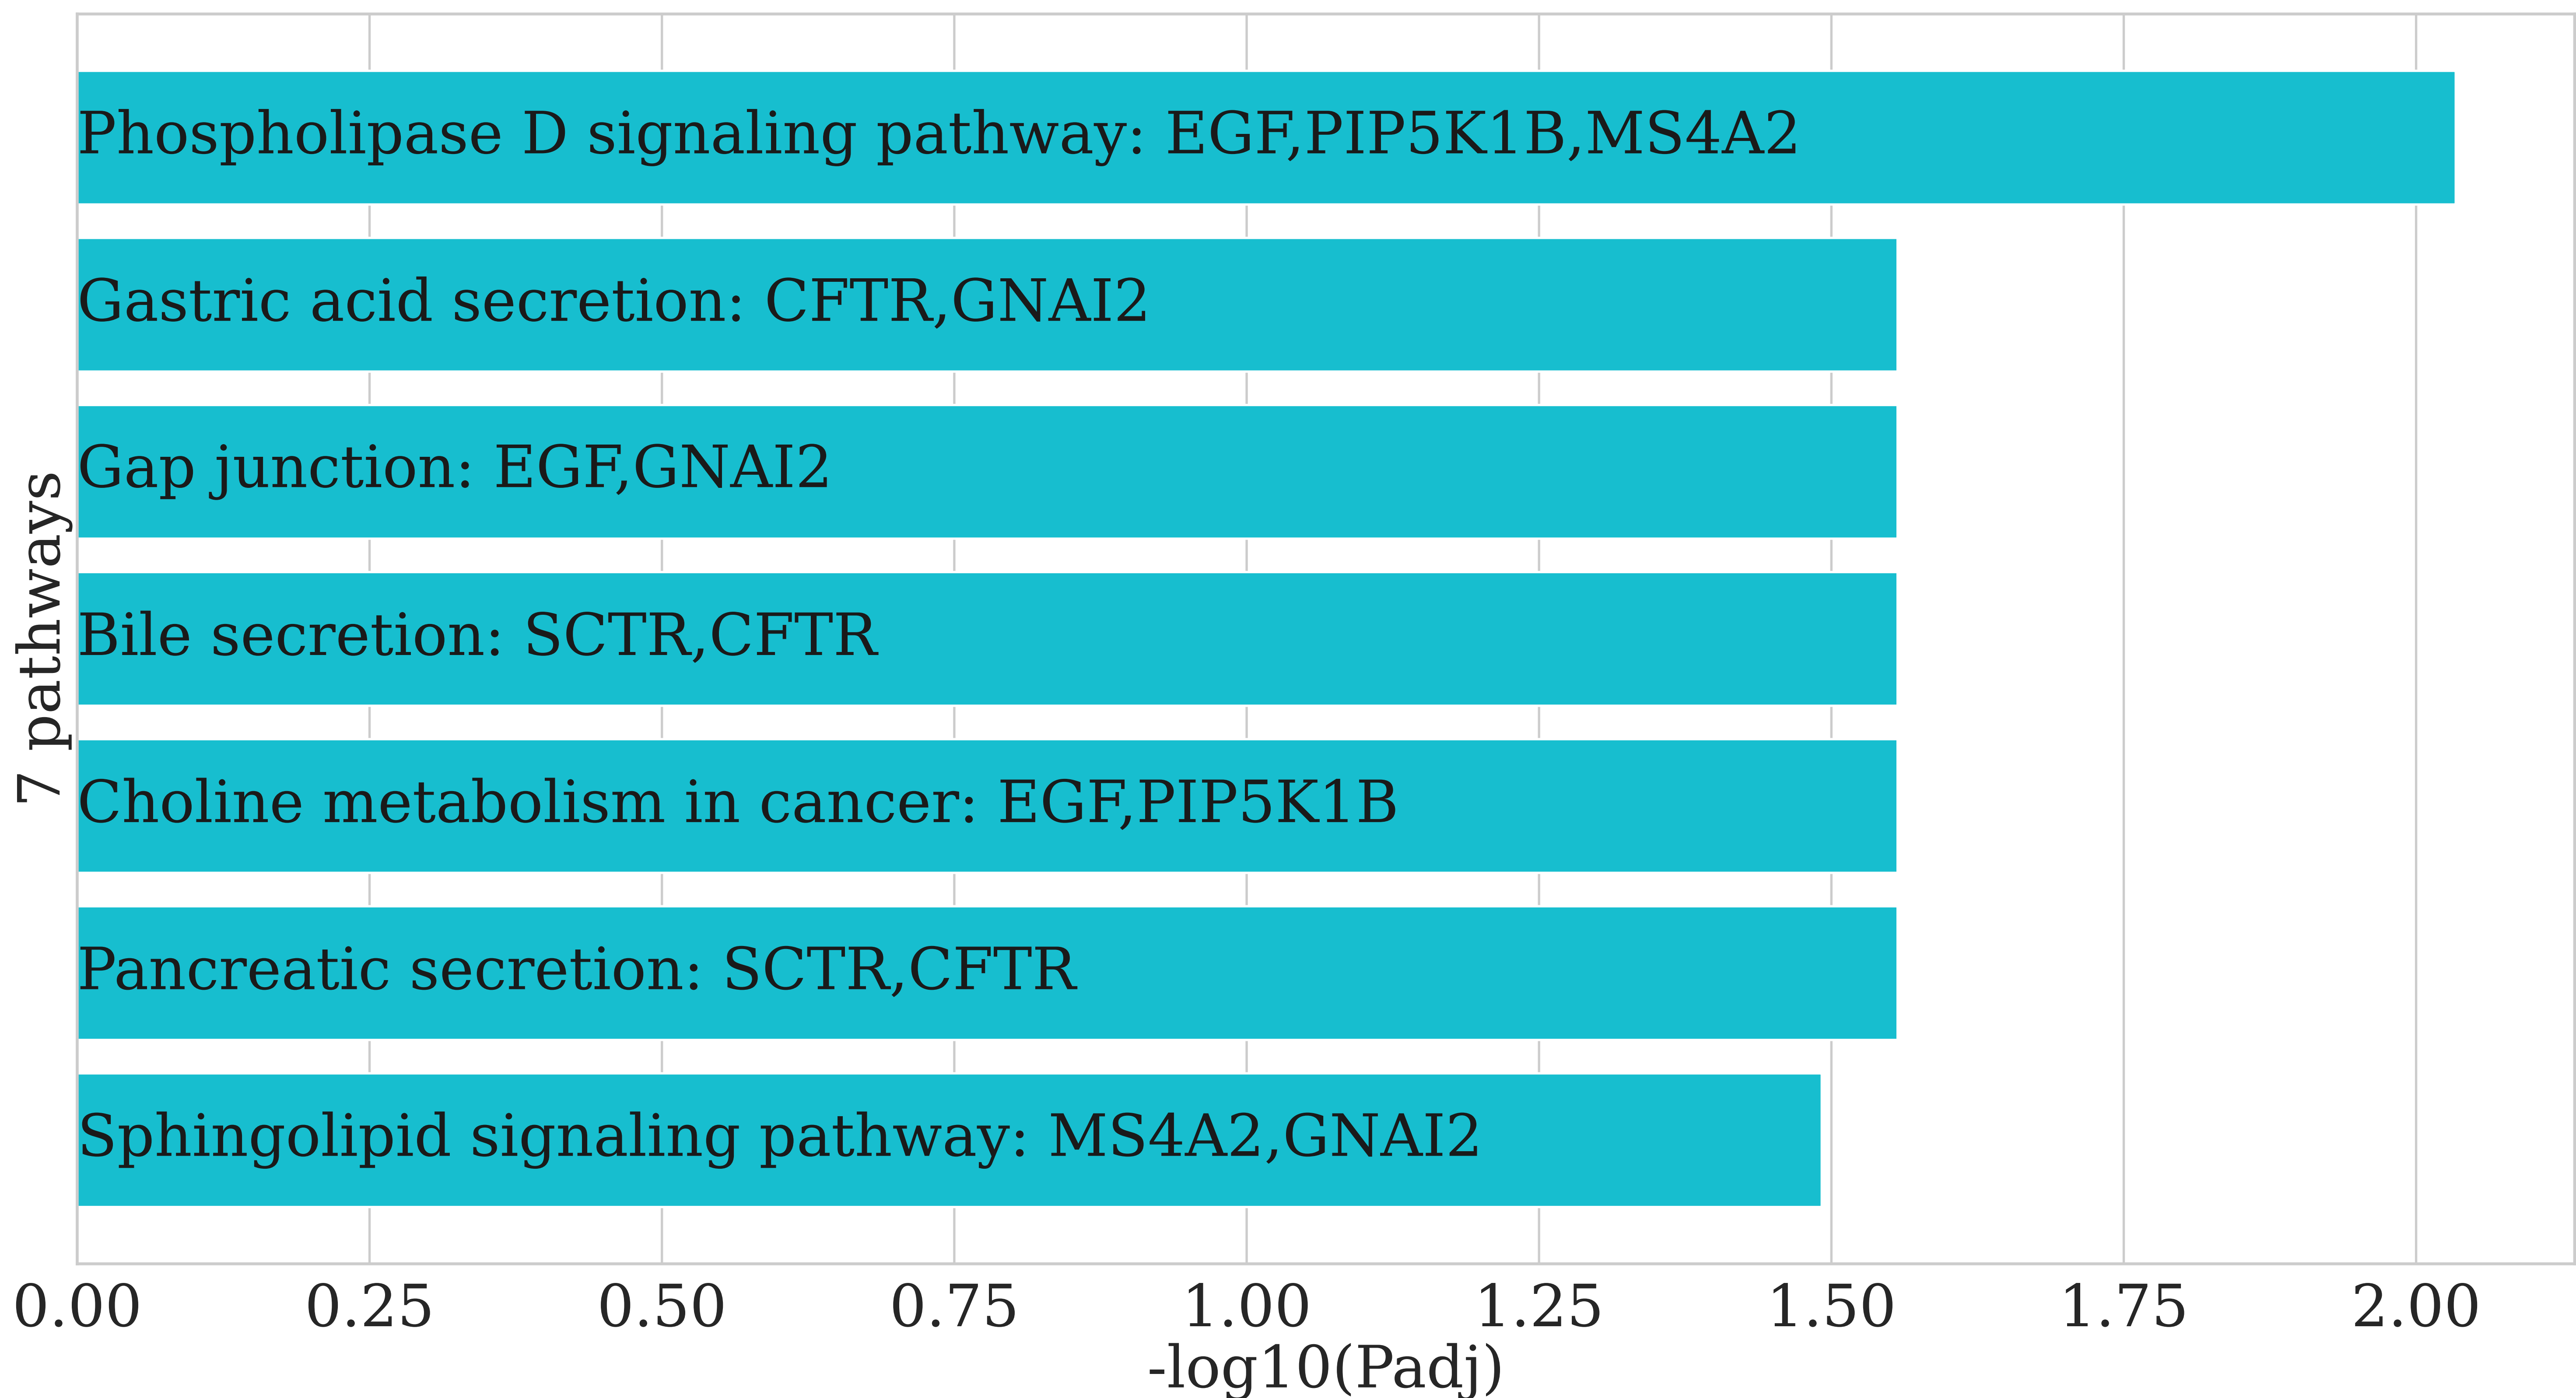 Phospholipase D signaling pathway: EGF,PIP5K1B,MS4A2
Gastric acid secretion: CFTR,GNAI2
Gap junction: EGF,GNAI2
Bile secretion: SCTR,CFTR
Choline metabolism in cancer: EGF,PIP5K1B
Pancreatic secretion: SCTR,CFTR
Sphingolipid signaling pathway: MS4A2,GNAI2
7 pathways
0.00 0.25 0.50 0.75 1.00 1.25 1.50 1.75 2.00
-log10(Padj)